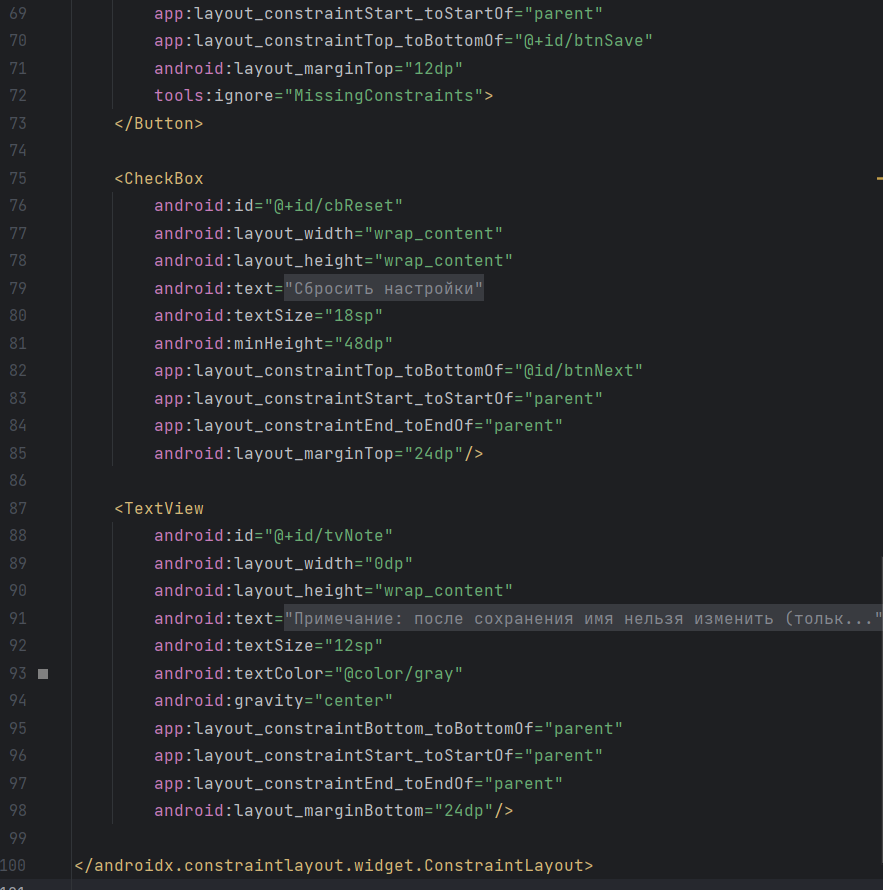 69 app:layout_constraintStart_toStartOf="parent"
70 app:layout_constraintTop_toBottomOf="@+id/btnSave"
71 android:layout_marginTop="12dp"
72 tools:ignore="MissingConstraints">
73 </Button>
74
75 <CheckBox
76 android:id="@+id/cbReset"
77 android:layout_width="wrap_content"
78 android:layout_height="wrap_content"
79 android:text="Сбросить настройки"
80 android:textSize="18sp"
81 android:minHeight="48dp"
82 app:layout_constraintTop_toBottomOf="@id/btnNext"
83 app:layout_constraintStart_toStartOf="parent"
84 app:layout_constraintEnd_toEndOf="parent"
85 android:layout_marginTop="24dp"/>
86
87 <TextView
88 android:id="@+id/tvNote"
89 android:layout_width="0dp"
90 android:layout_height="wrap_content"
91 android:text="Примечание: после сохранения имя нельзя изменить (тольк..."
92 android:textSize="12sp"
93 android:textColor="@color/gray"
94 android:gravity="center"
95 app:layout_constraintBottom_toBottomOf="parent"
96 app:layout_constraintStart_toStartOf="parent"
97 app:layout_constraintEnd_toEndOf="parent"
98 android:layout_marginBottom="24dp"/>
99
100 </androidx.constraintlayout.widget.ConstraintLayout>